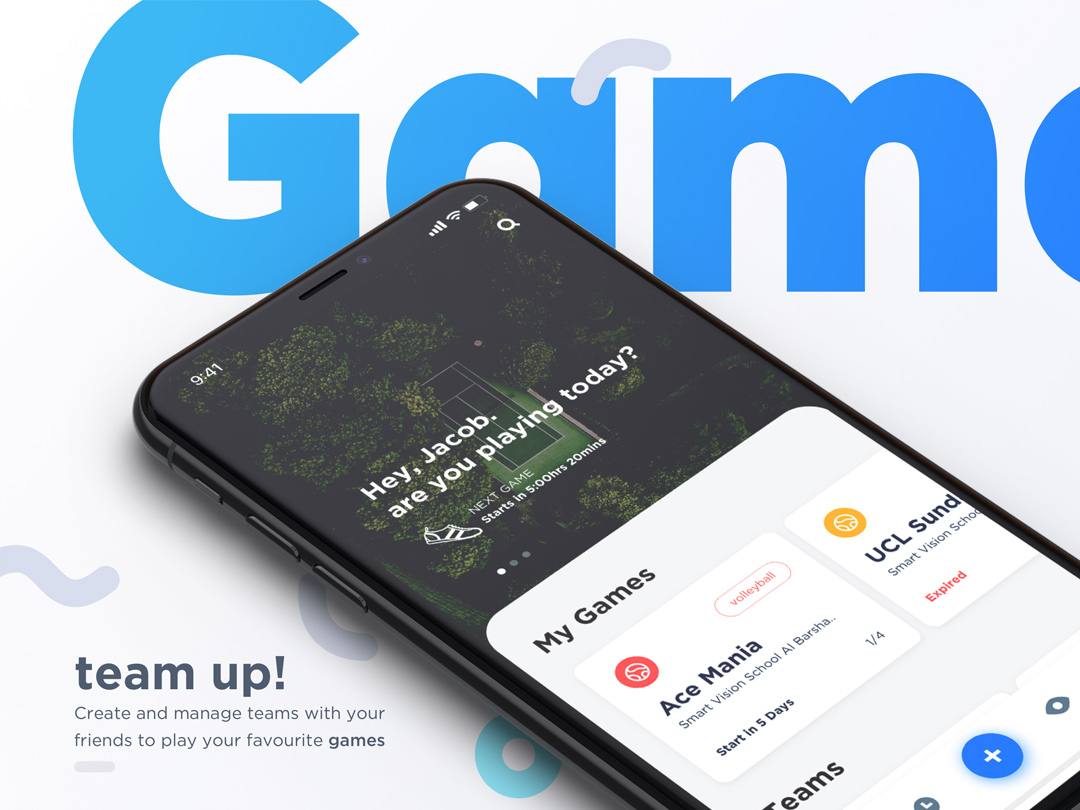 Game
9:41
Hey, Jacob.
are you playing today?
NEXT GAME
Starts in 5:00hrs 20mins
My Games
volleyball
Ace Mania
Smart Vision School Al Barsha..
1/4
Start in 5 Days
UCL Sund
Smart Vision Schoo
Expired
Teams
team up!
Create and manage teams with your
friends to play your favourite games